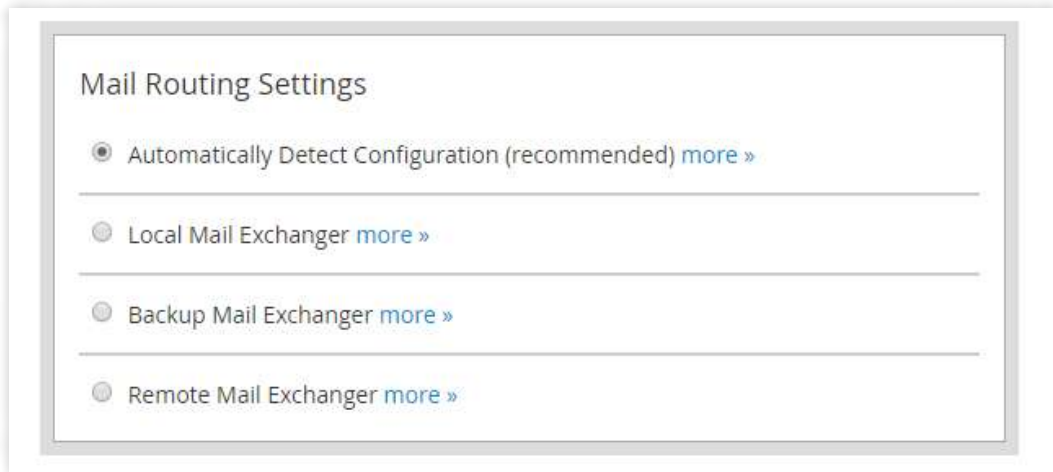 Mail Routing Settings
Automatically Detect Configuration (recommended) more »
Local Mail Exchanger more »
Backup Mail Exchanger more »
Remote Mail Exchanger more »